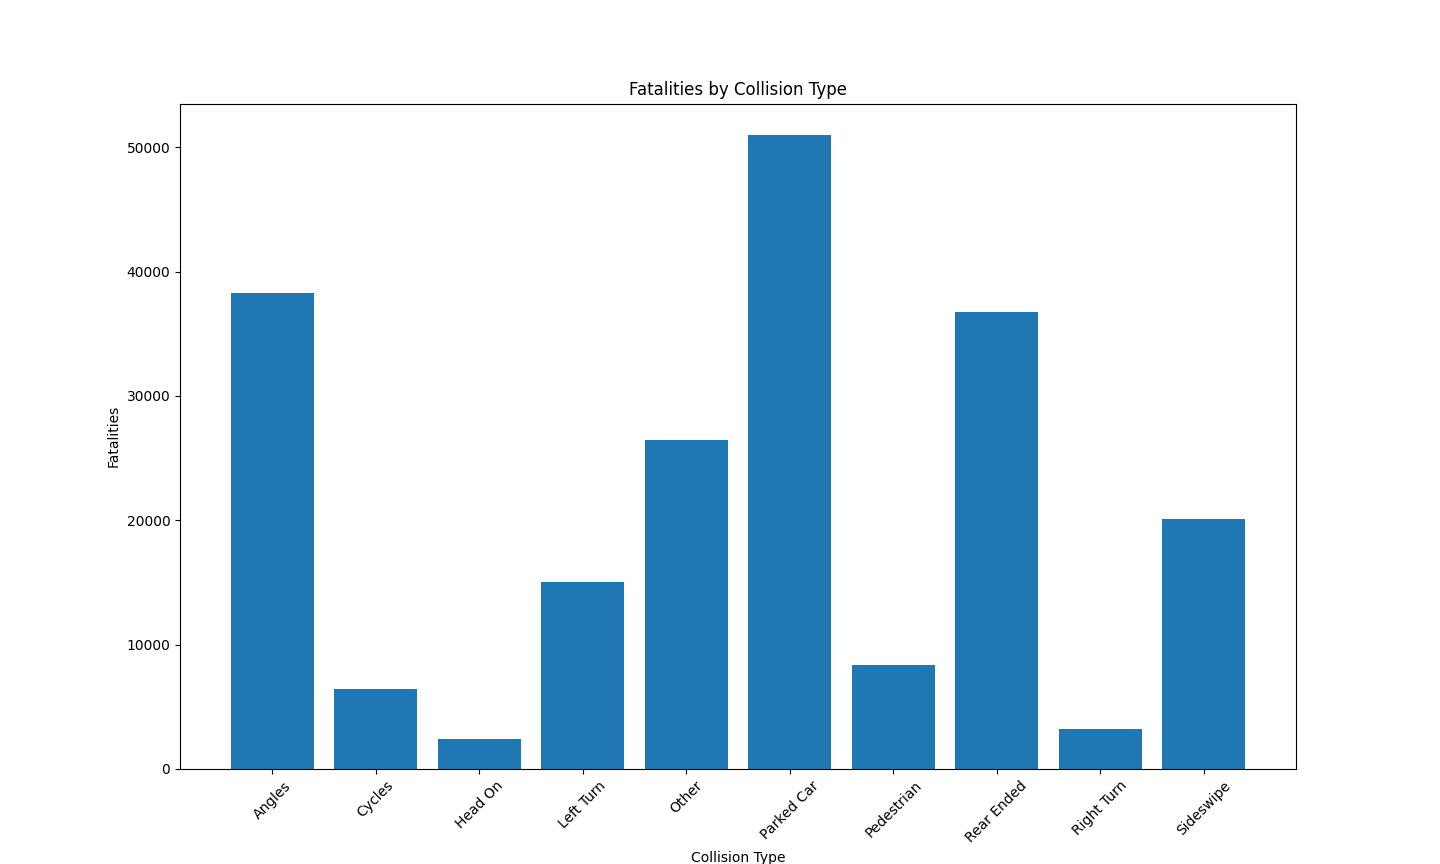 Fatalities by Collision Type
50000
40000
30000
20000
10000
0
Fatalities
Angles
Cycles
Head On
Left Turn
Other
Parked Car
Pedestrian
Rear Ended
Right Turn
Sideswipe
Collision Type